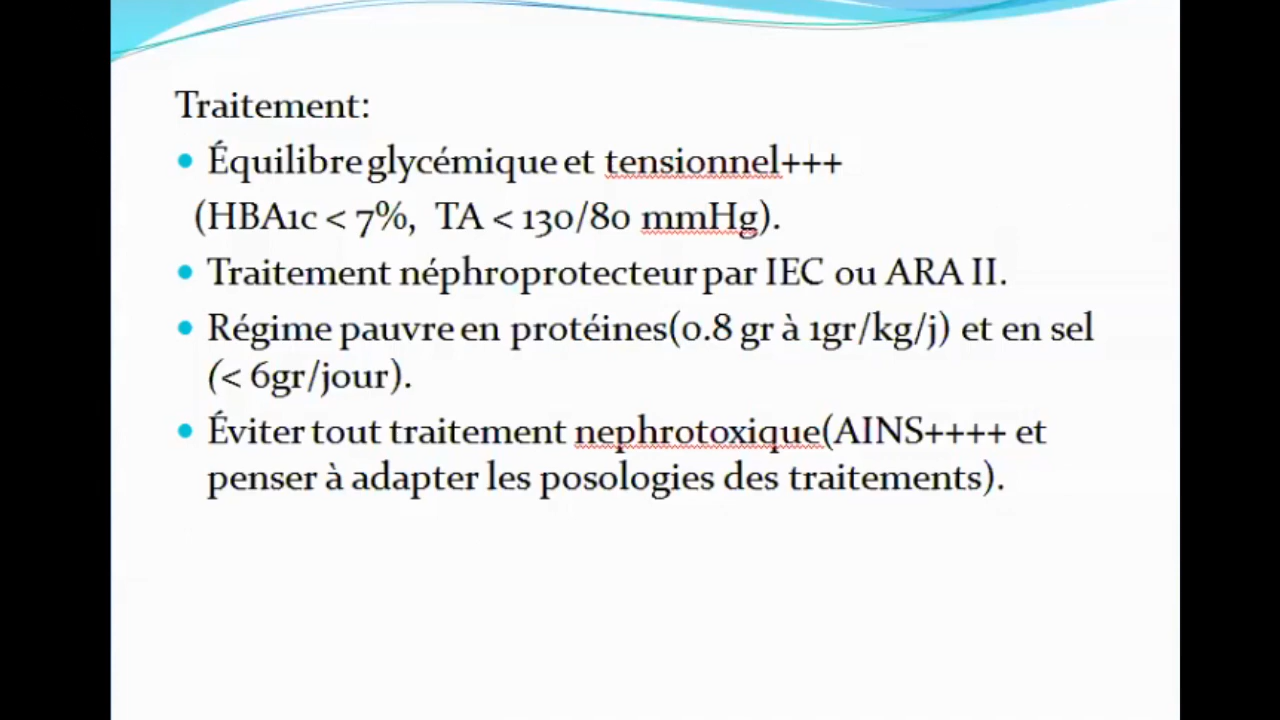 Traitement:
Équilibre glycémique et tensionnel+++
(HBA1c < 7%, TA < 130/80 mmHg).
Traitement néphroprotecteur par IEC ou ARA II.
Régime pauvre en protéines(0.8 gr à 1gr/kg/j) et en sel
(< 6gr/jour).
Éviter tout traitement nephrotoxique(AINS++++ et
penser à adapter les posologies des traitements).